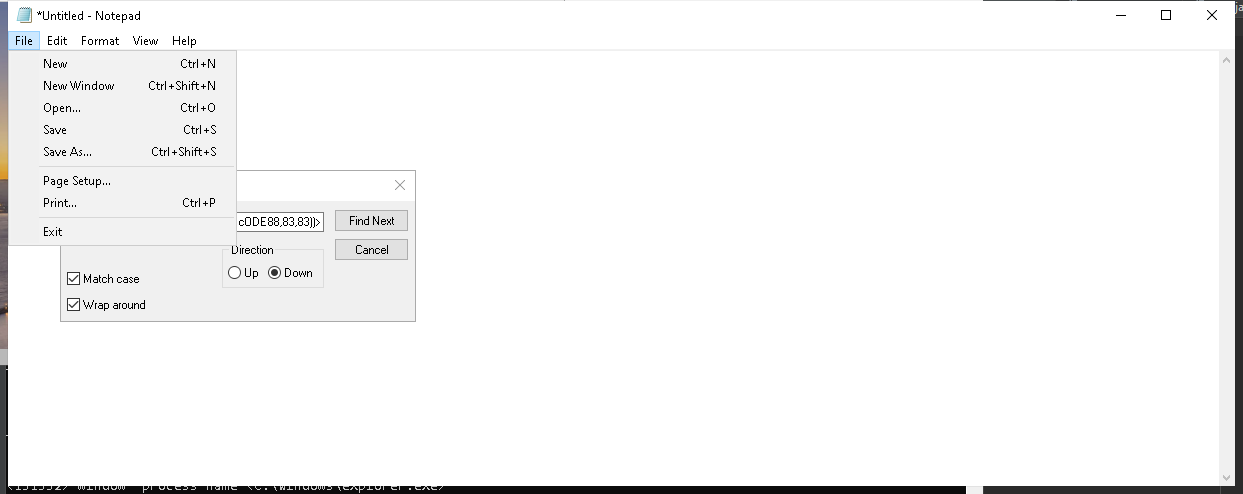 *Untitled - Notepad
File Edit Format View Help
New Ctrl+N
New Window Ctrl+Shift+N
Open... Ctrl+O
Save Ctrl+S
Save As... Ctrl+Shift+S
Page Setup...
Print... Ctrl+P
Exit
cODE88,83,83))>
Find Next
Cancel
Direction
Up Down
Match case
Wrap around
<131332> window process name <C:\Windows\explorer.exe>
ja